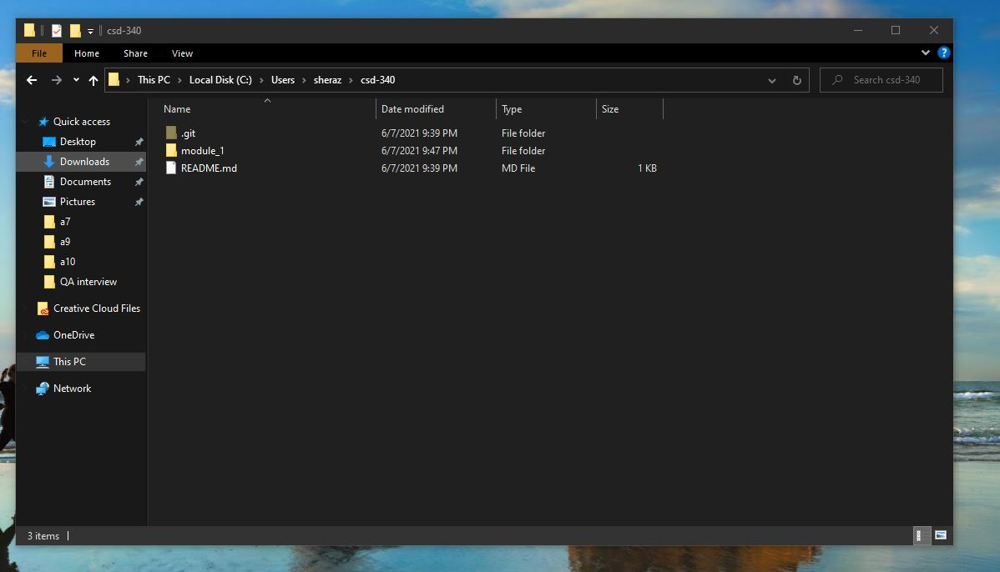 csd-340
File Home Share View
This PC Local Disk (C:) Users sheraz csd-340 Search csd-340
Name Date modified Type Size
Quick access
Desktop
Downloads
Documents
Pictures
a7
a9
a10
QA interview
Creative Cloud Files
OneDrive
This PC
Network
.git 6/7/2021 9:39 PM File folder
module_1 6/7/2021 9:47 PM File folder
README.md 6/7/2021 9:39 PM MD File 1 KB
3 items